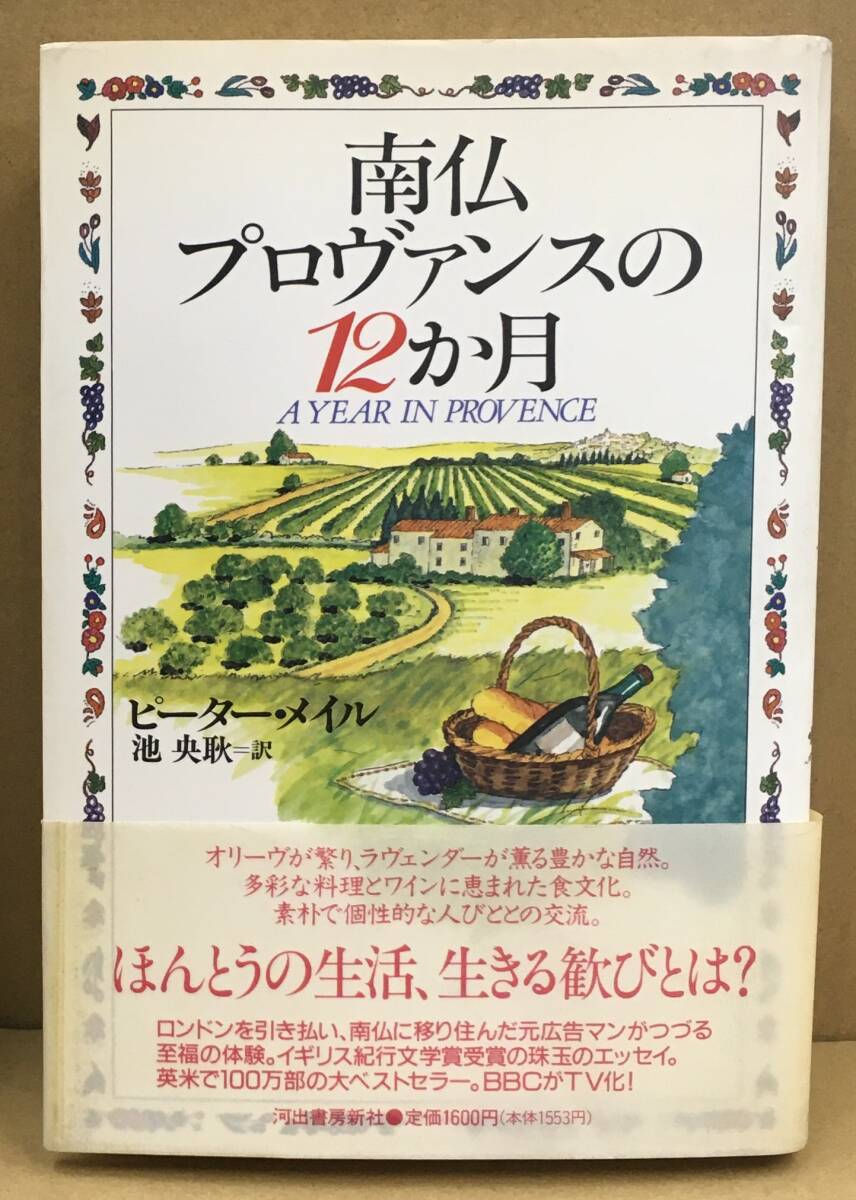 南仏
プロヴァンスの
12か月
A YEAR IN PROVENCE
ピーター・メイル
池 央耿=訳
オリーヴが繁り、ラヴェンダーが薫る豊かな自然。
多彩な料理とワインに恵まれた食文化。
素朴で個性的な人びととの交流。
ほんとうの生活、生きる歓びとは?
ロンドンを引き払い、南仏に移り住んだ元広告マンがつづる
至福の体験。イギリス紀行文学賞受賞の珠玉のエッセイ。
英米で100万部の大ベストセラー。BBCがTV化!
河出書房新社●定価1600円(本体1553円)